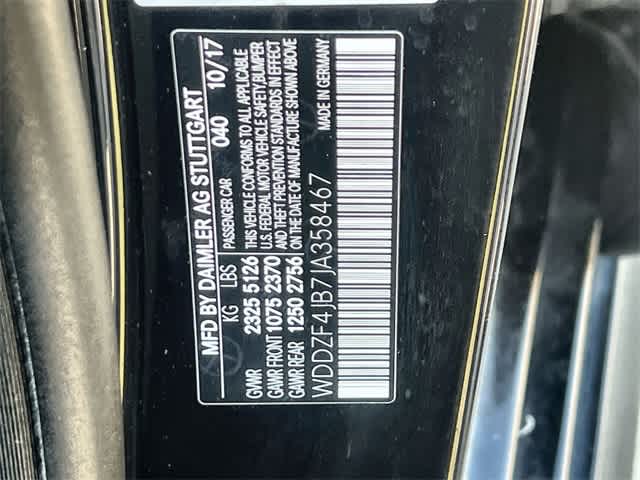 MFD BY DAIMLER AG STUTTGART
PASSENGER CAR 040 10/17
KG LBS
GVWR 2325 5126
GAWR FRONT 1075 2370
GAWR REAR 1250 2756
THIS VEHICLE CONFORMS TO ALL APPLICABLE
U.S. FEDERAL MOTOR VEHICLE SAFETY, BUMPER
AND THEFT PREVENTION STANDARDS IN EFFECT
ON THE DATE OF MANUFACTURE SHOWN ABOVE
WDDZF4JB7JA358467 MADE IN GERMANY